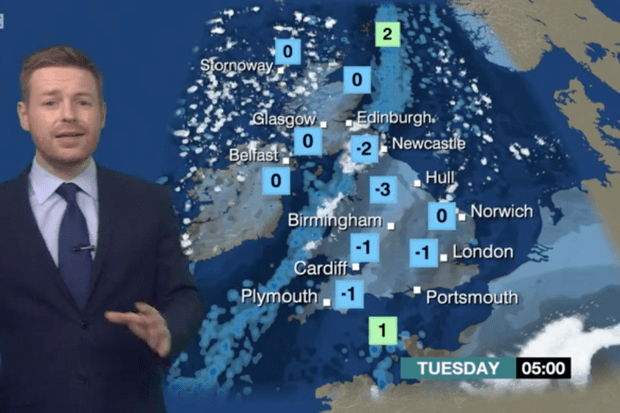 2
0
Stornoway
0
Glasgow
Edinburgh
0
-2
Newcastle
Belfast
0
-3
Hull
0
Norwich
Birmingham
-1
-1
London
Cardiff
Plymouth
-1
Portsmouth
1
TUESDAY 05:00